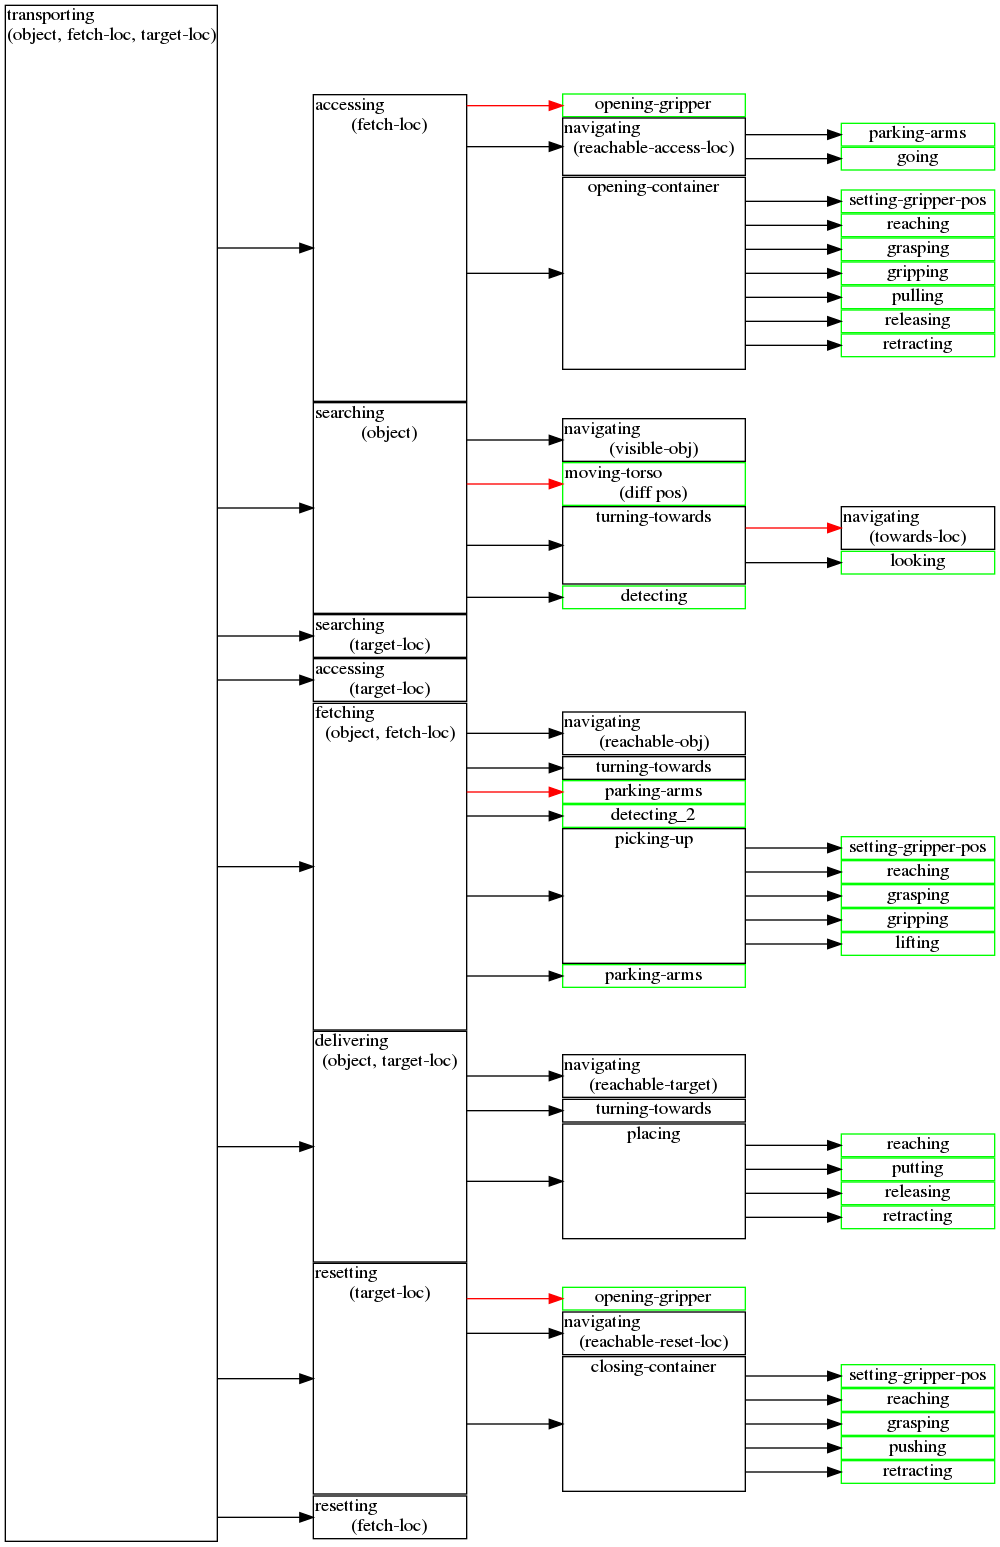 transporting
(object, fetch-loc, target-loc)
accessing
(fetch-loc)
opening-gripper
navigating
(reachable-access-loc)
parking-arms
going
opening-container
setting-gripper-pos
reaching
grasping
gripping
pulling
releasing
retracting
searching
(object)
navigating
(visible-obj)
moving-torso
(diff pos)
turning-towards
navigating
(towards-loc)
looking
detecting
searching
(target-loc)
accessing
(target-loc)
fetching
(object, fetch-loc)
navigating
(reachable-obj)
turning-towards
parking-arms
detecting_2
picking-up
setting-gripper-pos
reaching
grasping
gripping
lifting
parking-arms
delivering
(object, target-loc)
navigating
(reachable-target)
turning-towards
placing
reaching
putting
releasing
retracting
resetting
(target-loc)
opening-gripper
navigating
(reachable-reset-loc)
closing-container
setting-gripper-pos
reaching
grasping
pushing
retracting
resetting
(fetch-loc)